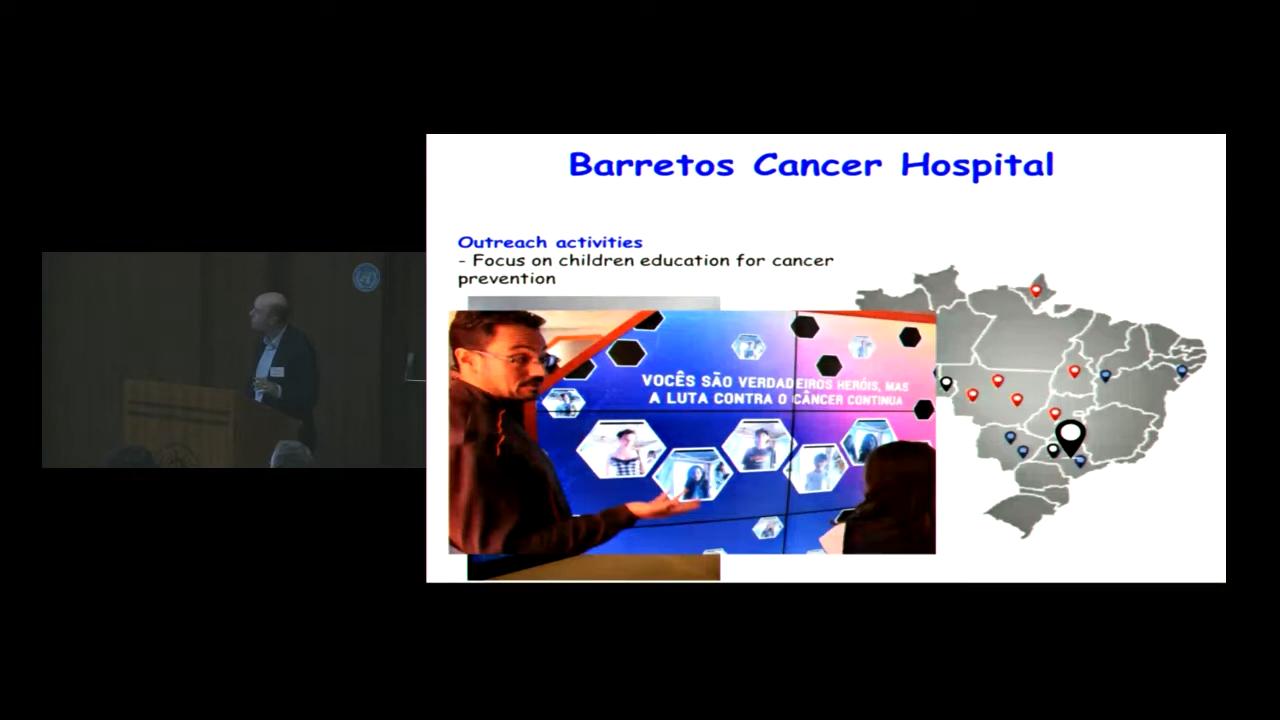 Barretos Cancer Hospital
Outreach activities
- Focus on children education for cancer
prevention
VOCÊS SÃO VERDADEIROS HERÓIS, MAS
A LUTA CONTRA O CÂNCER CONTINUA